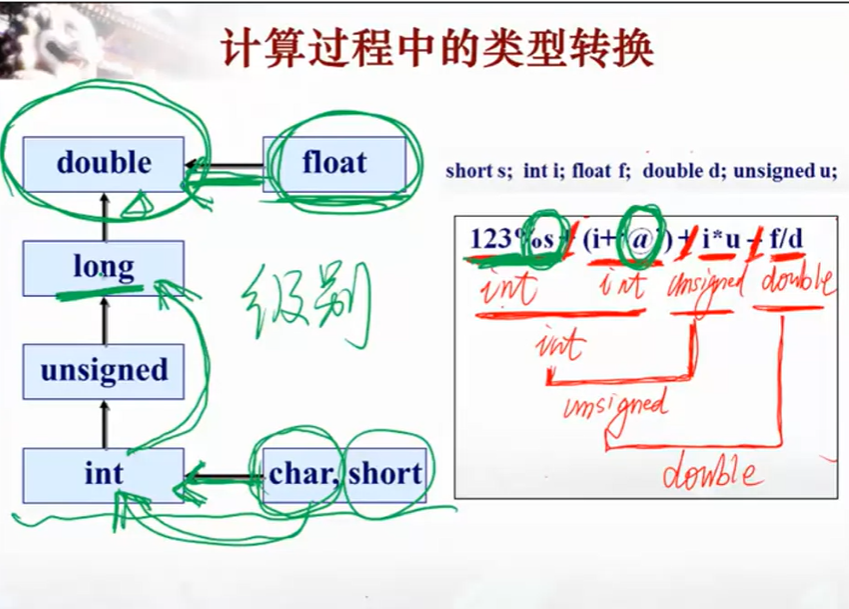 计算过程中的类型转换
double
float
long
unsigned
int
char, short
级别
short s; int i; float f; double d; unsigned u;
123%s + (i+'@') + i*u - f/d
int int unsigned double
int
unsigned
double